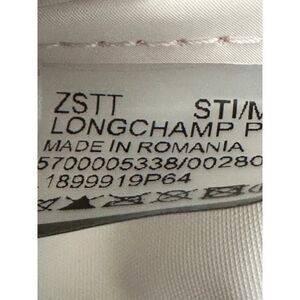 ZSTT STI/M
LONGCHAMP P
MADE IN ROMANIA
5700005338/00280
1899919P64